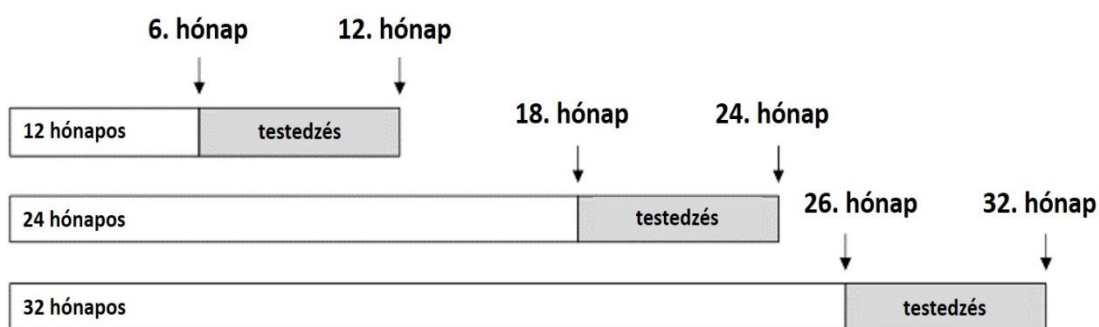 6. hónap 12. hónap
12 hónapos testedzés
18. hónap 24. hónap
24 hónapos testedzés
26. hónap 32. hónap
32 hónapos testedzés